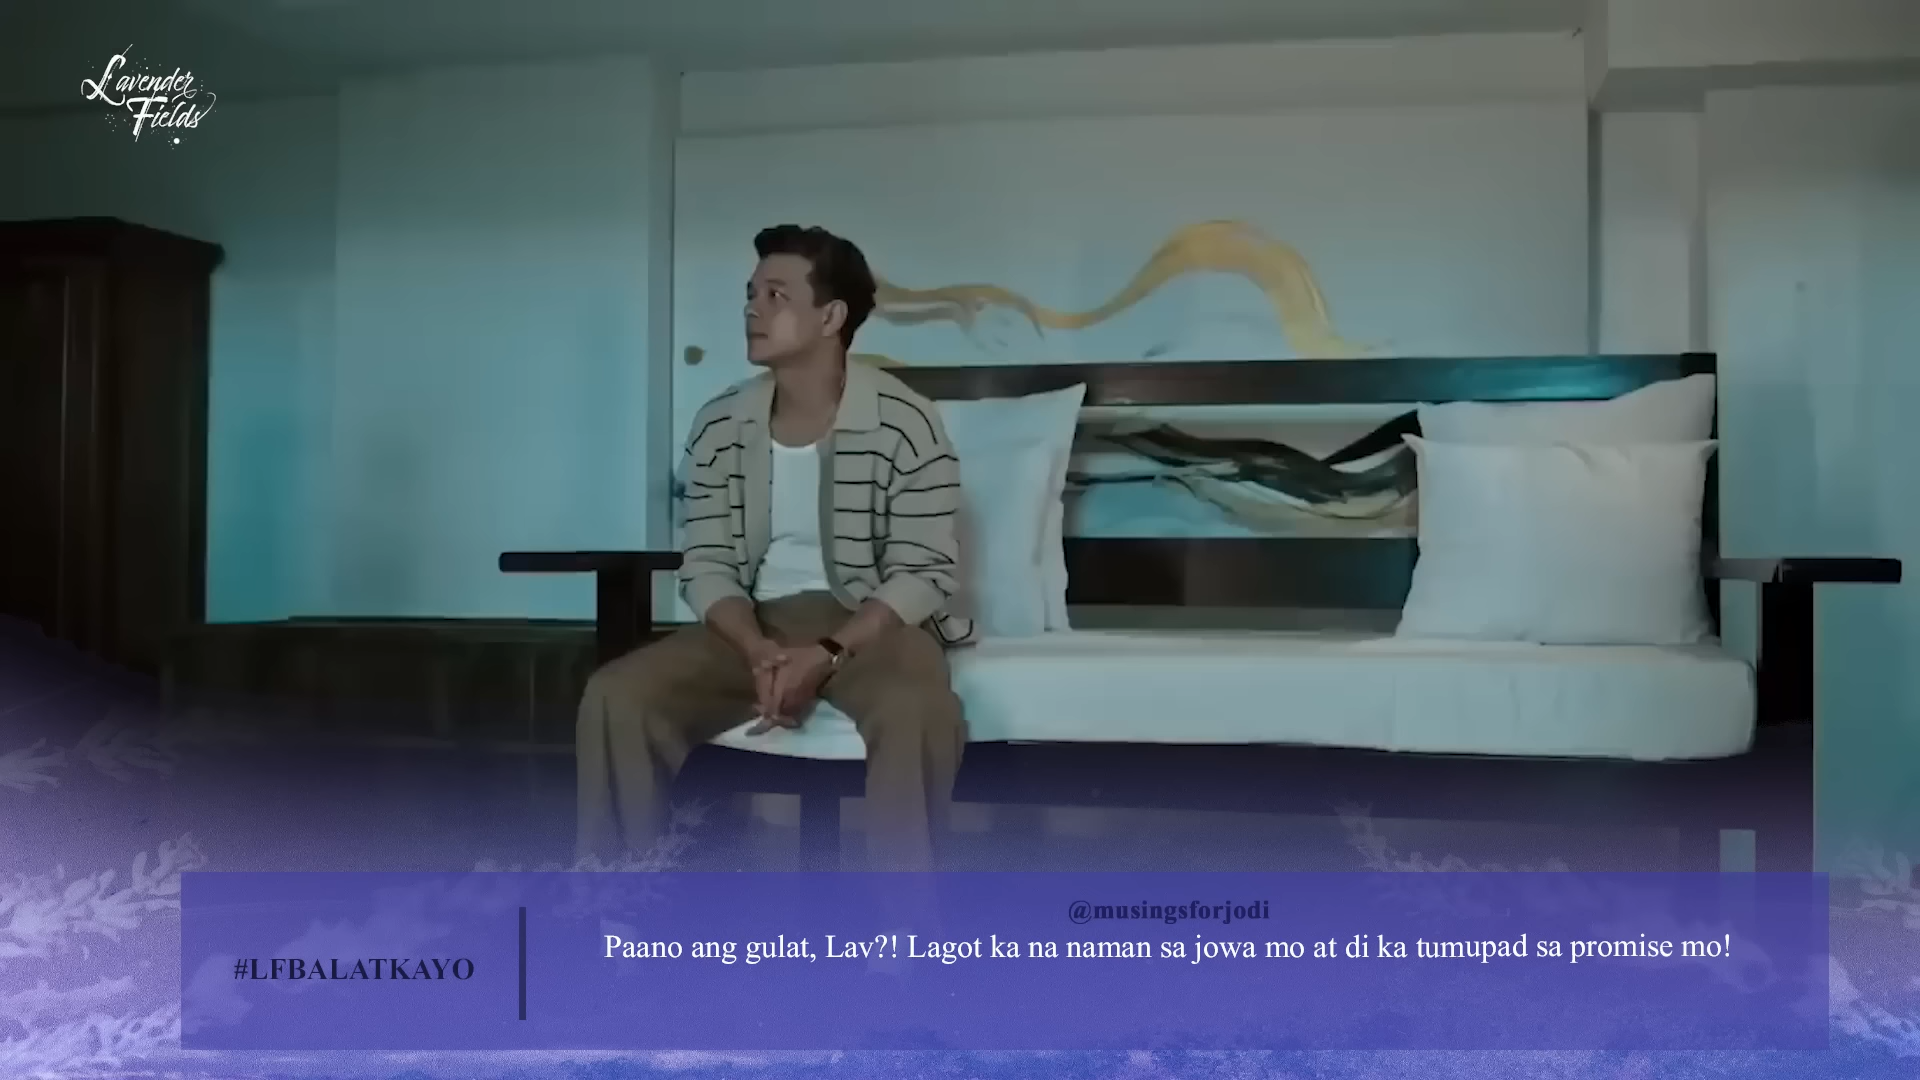 Lavender
Fields
@musingsforjodi
#LFBALATKAYO
Paano ang gulat, Lav?! Lagot ka na naman sa jowa mo at di ka tumupad sa promise mo!